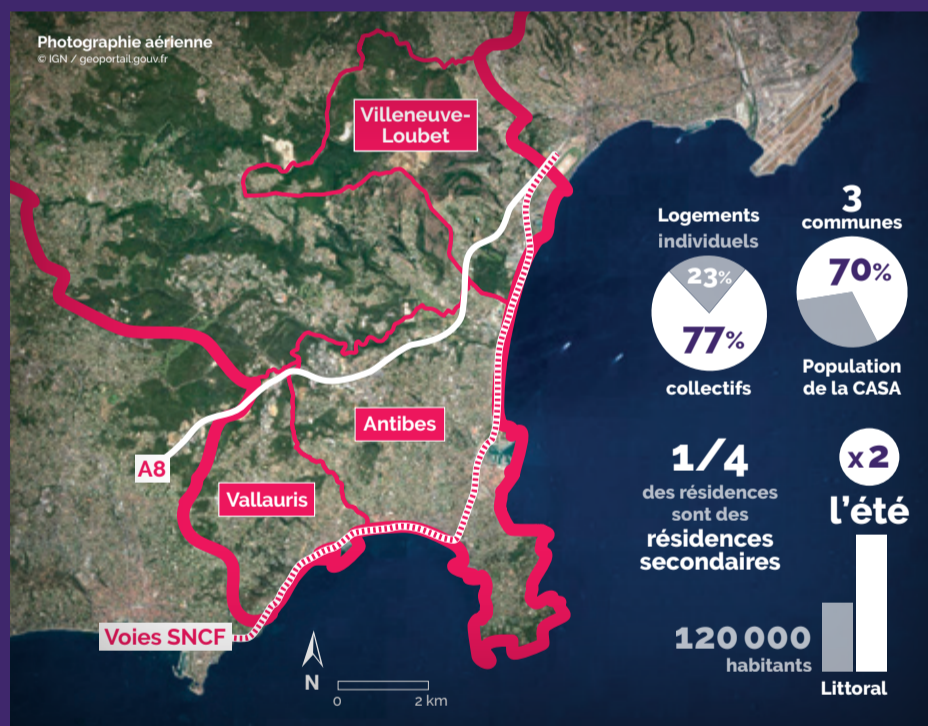 Photographie aérienne
© IGN / geoportail.gouv.fr
Villeneuve-
Loubet
Antibes
A8
Vallauris
Voies SNCF
N
0
2 km
Logements
individuels
23%
77%
collectifs
3
communes
70%
Population
de la CASA
1/4
des résidences
sont des
résidences
secondaires
x 2
l'été
120 000
habitants
Littoral